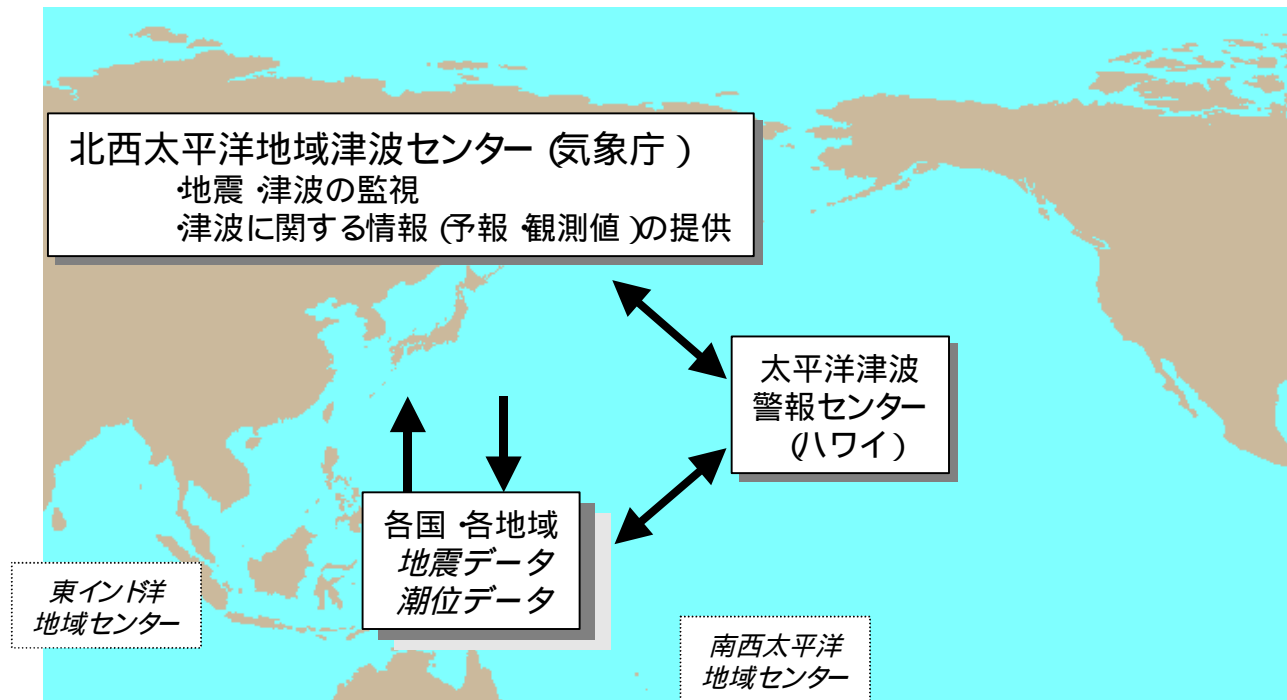 北西太平洋地域津波センター (気象庁)
・地震・津波の監視
・津波に関する情報 (予報・観測値)の提供
太平洋津波
警報センター
(ハワイ)
各国・各地域
地震データ
潮位データ
東インド洋
地域センター
南西太平洋
地域センター